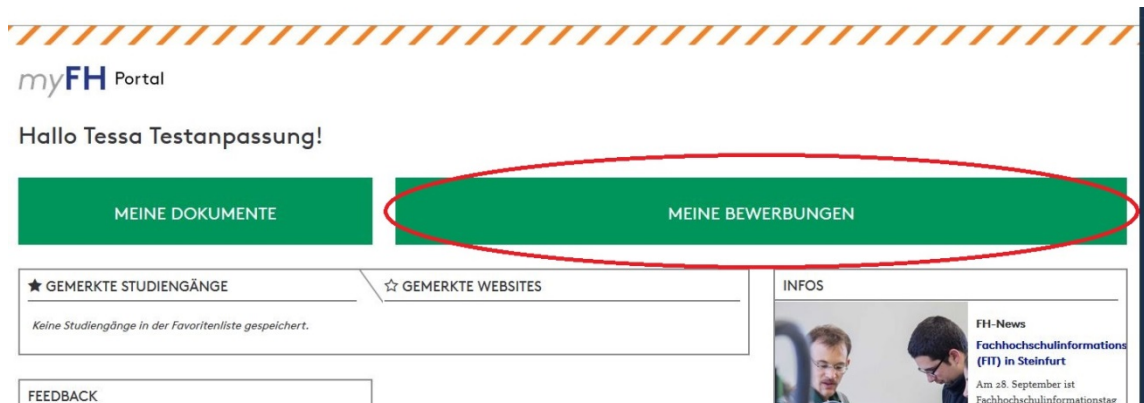 myFH Portal
Hallo Tessa Testanpassung!
MEINE DOKUMENTE
MEINE BEWERBUNGEN
★ GEMERKTE STUDIENGÄNGE
☆ GEMERKTE WEBSITES
Keine Studiengänge in der Favoritenliste gespeichert.
FEEDBACK
INFOS
FH-News
Fachhochschulinformations
(FIT) in Steinfurt
Am 28. September ist
Fachhochschulinformationstag